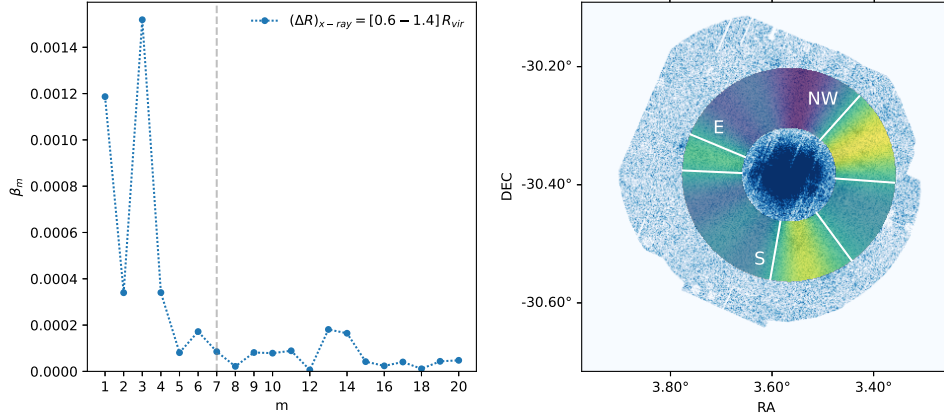 (ΔR)x−ray = [0.6 − 1.4] Rvir
0.0014
0.0012
0.0010
0.0008
0.0006
0.0004
0.0002
0.0000
βm
1 2 3 4 5 6 7 8 9 10 11 12 13 14 15 16 17 18 20
m
-30.20°
-30.40°
-30.60°
DEC
NW
E
S
3.80° 3.60° 3.40°
RA